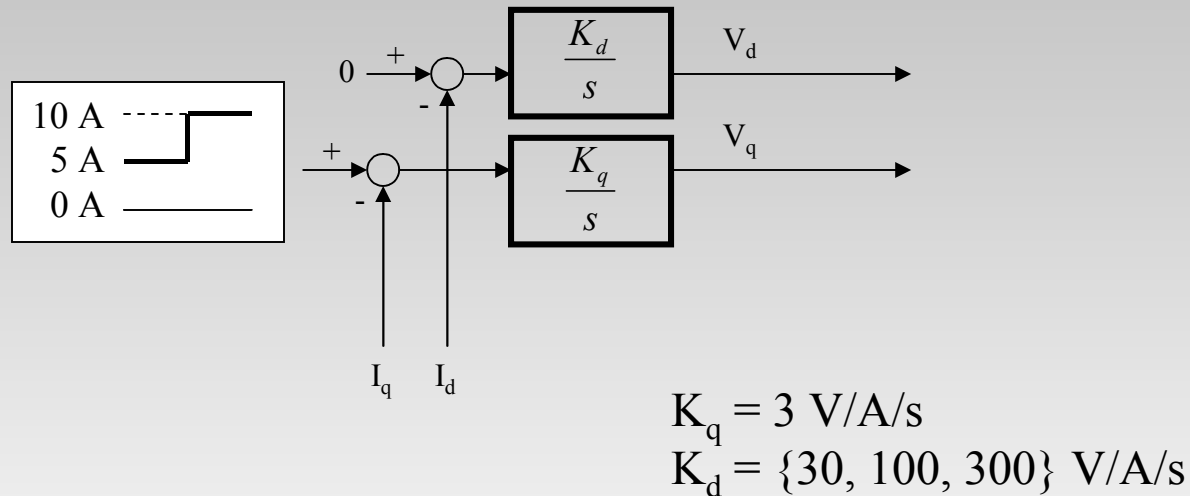 10 A
5 A
0 A
0
+
-
K_d
s
V_d
+
-
K_q
s
V_q
I_q I_d
K_q = 3 V/A/s
K_d = {30, 100, 300} V/A/s